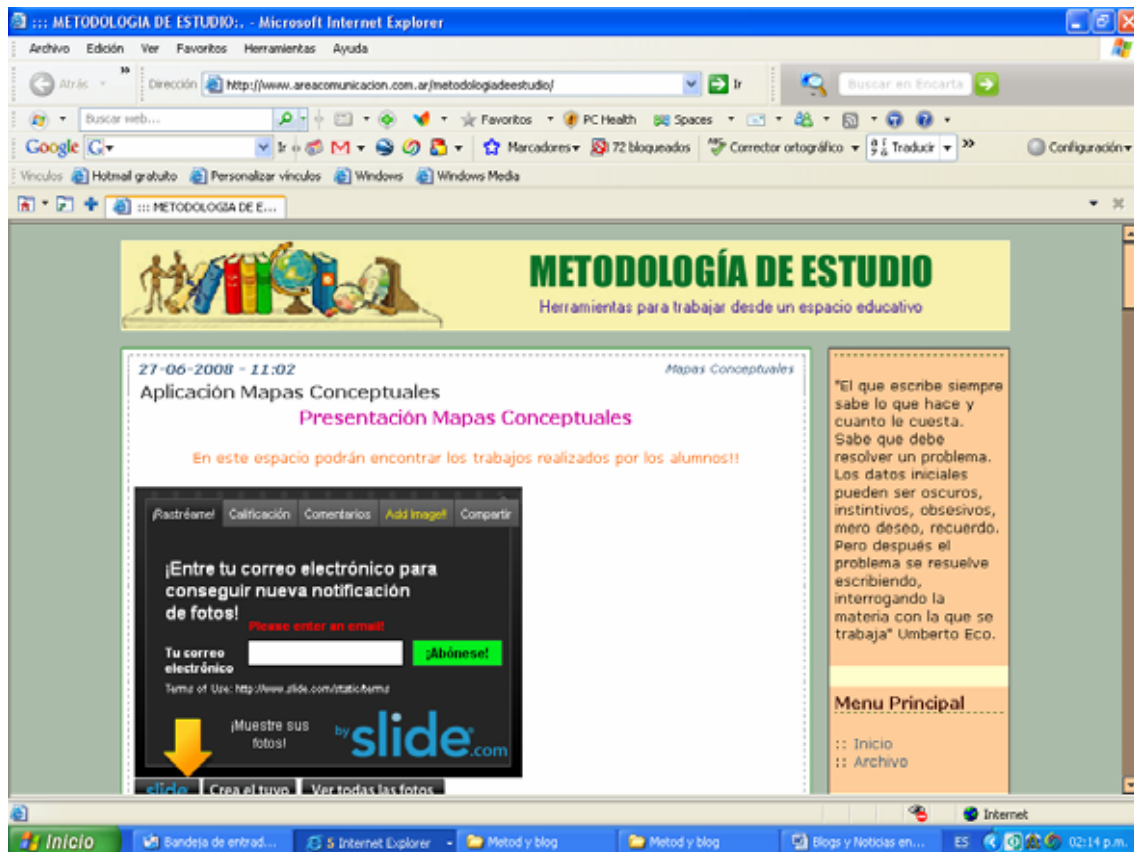 ::: METODOLOGIA DE ESTUDIO:. - Microsoft Internet Explorer
Archivo Edición Ver Favoritos Herramientas Ayuda
Atrás » Dirección http://www.areacomunicacion.com.ar/metodologiadeestudio/ Ir Buscar en Encarta
Buscar web... Favoritos PC Health Spaces
Google G Ir M Marcadores 72 bloqueados Corrector ortográfico Traducir » Configuración
Vínculos Hotmail gratuito Personalizar vínculos Windows Windows Media
::: METODOLOGIA DE E...
METODOLOGÍA DE ESTUDIO
Herramientas para trabajar desde un espacio educativo
27-06-2008 - 11:02 Mapas Conceptuales
Aplicación Mapas Conceptuales
Presentación Mapas Conceptuales
En este espacio podrán encontrar los trabajos realizados por los alumnos!!
¡Rastréame! Calificación Comentarios Add Image!! Compartir
¡Entre tu correo electrónico para
conseguir nueva notificación
de fotos!
Please enter an email!
Tu correo
electrónico
¡Abónese!
Terms of Use: http://www.slide.com/static/terms
¡Muestre sus
fotos!
by slide.com
slide Crea el tuyo Ver todas las fotos
"El que escribe siempre
sabe lo que hace y
cuanto le cuesta.
Sabe que debe
resolver un problema.
Los datos iniciales
pueden ser oscuros,
instintivos, obsesivos,
mero deseo, recuerdo.
Pero después el
problema se resuelve
escribiendo,
interrogando la
materia con la que se
trabaja" Umberto Eco.
Menu Principal
:: Inicio
:: Archivo
Internet
Inicio Bandeja de entrad... 5 Internet Explorer Metod y blog Metod y blog Blogs y Noticias en... ES 02:14 p.m.